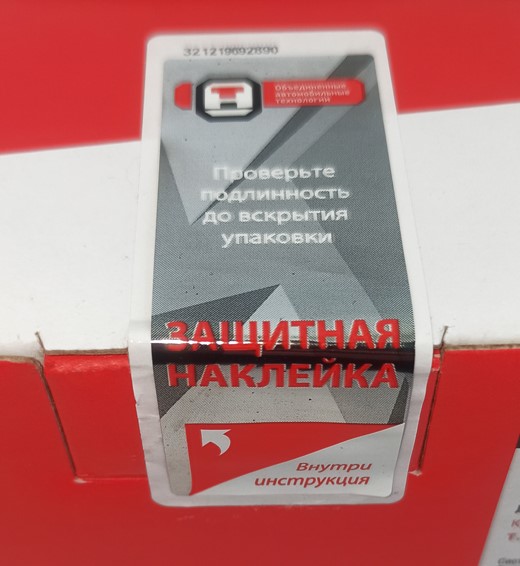 321219692890
Объединенные
автомобильные
технологии
Проверьте
подлинность
до вскрытия
упаковки
ЗАЩИТНАЯ
НАКЛЕЙКА
Внутри
инструкция